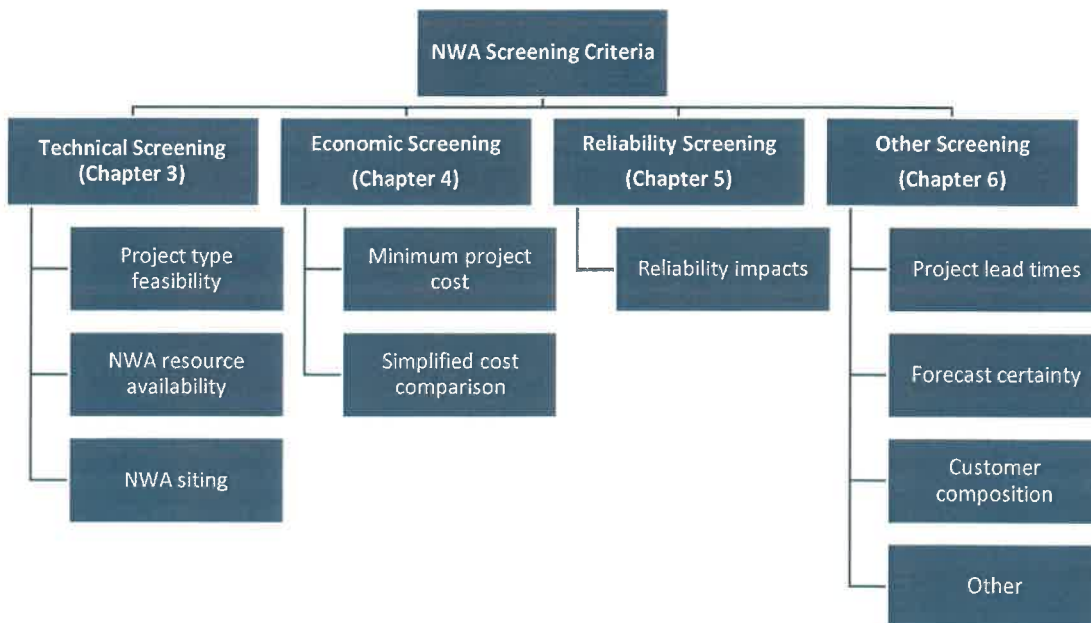 NWA Screening Criteria
Technical Screening
(Chapter 3)
Project type
feasibility
NWA resource
availability
NWA siting
Economic Screening
(Chapter 4)
Minimum project
cost
Simplified cost
comparison
Reliability Screening
(Chapter 5)
Reliability impacts
Other Screening
(Chapter 6)
Project lead times
Forecast certainty
Customer
composition
Other